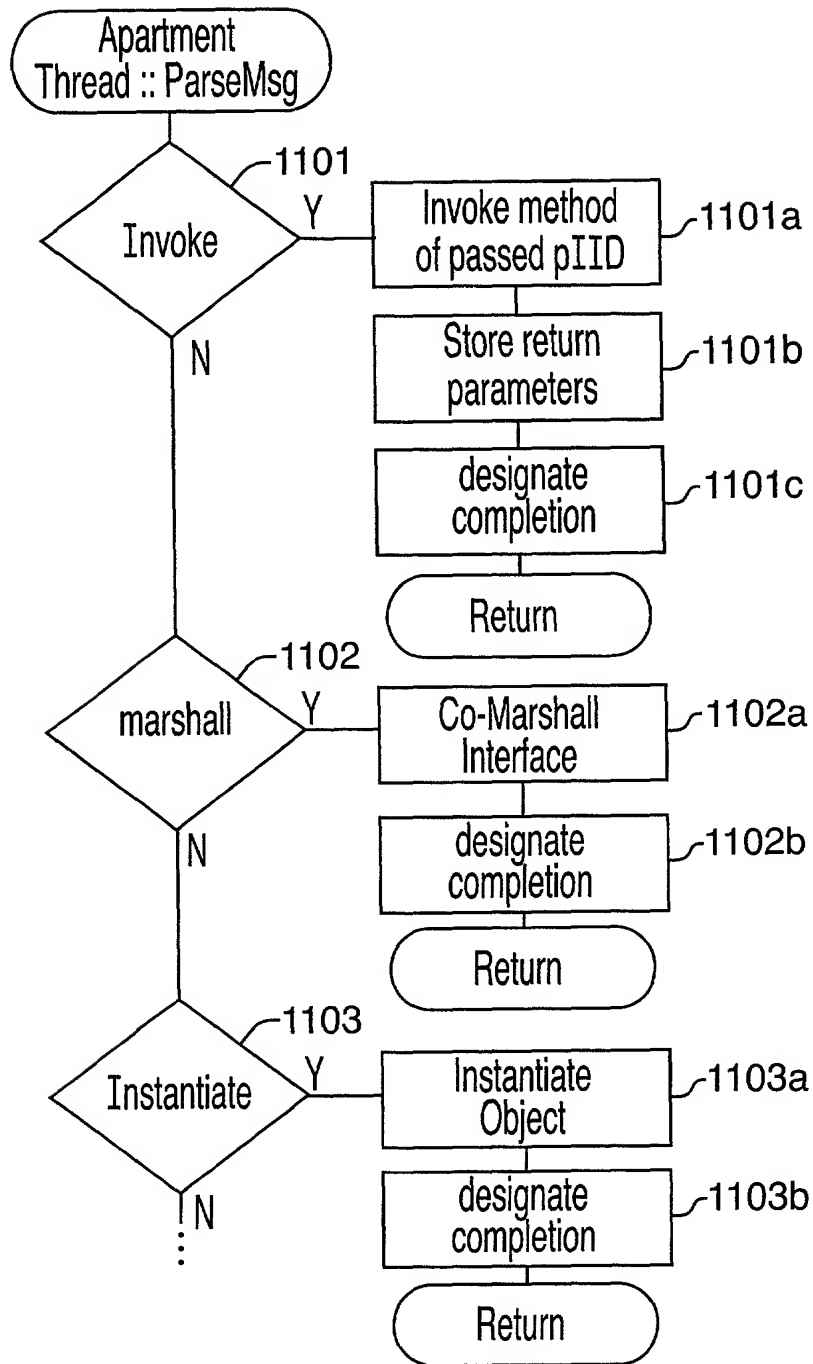 Apartment
Thread :: ParseMsg
1101
Invoke
Y
N
Invoke method
of passed pIID
1101a
Store return
parameters
1101b
designate
completion
1101c
Return
1102
marshall
Y
N
Co-Marshall
Interface
1102a
designate
completion
1102b
Return
1103
Instantiate
Y
N
Instantiate
Object
1103a
designate
completion
1103b
Return